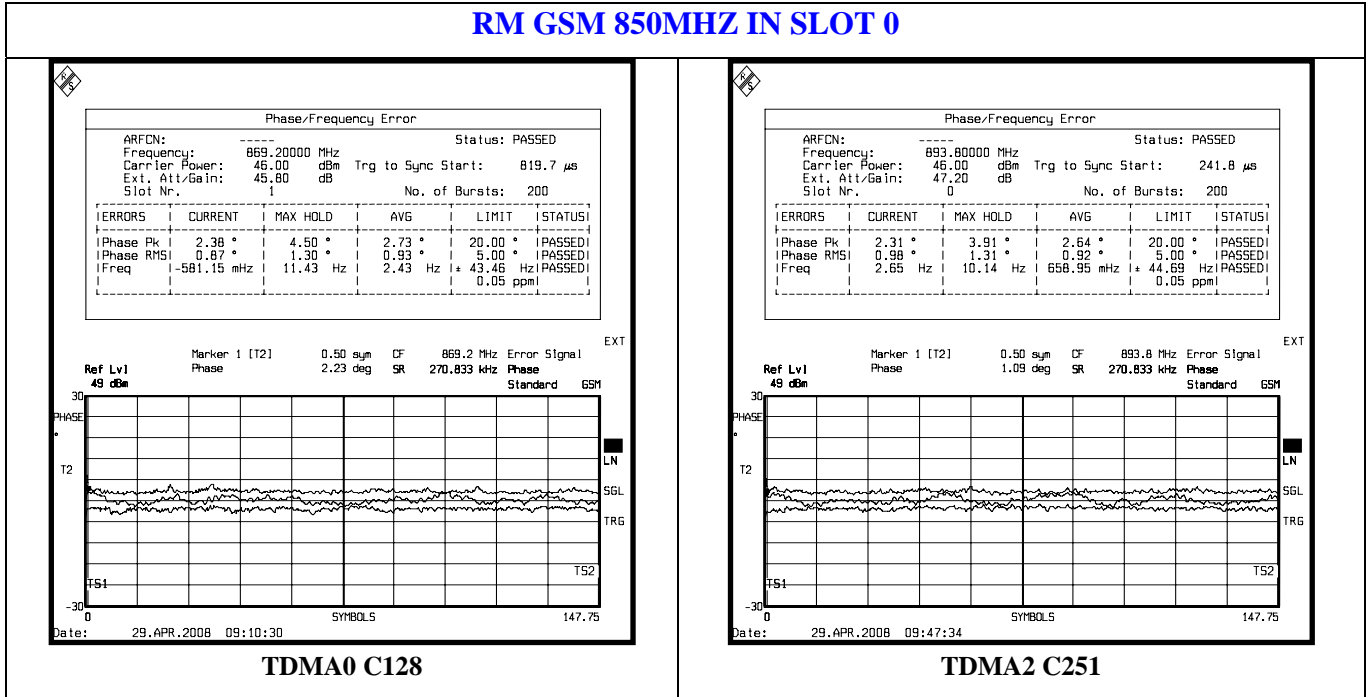 RM GSM 850MHZ IN SLOT 0
R S
Phase/Frequency Error
ARFCN: ----- Status: PASSED
Frequency: 869.20000 MHz
Carrier Power: 46.00 dBm Trg to Sync Start: 819.7 µs
Ext. Att/Gain: 45.80 dB
Slot Nr. 1 No. of Bursts: 200
ERRORS CURRENT MAX HOLD AVG LIMIT STATUS
Phase Pk 2.38 ° 4.50 ° 2.73 ° 20.00 ° PASSED
Phase RMS 0.87 ° 1.30 ° 0.93 ° 5.00 ° PASSED
Freq -581.15 mHz 11.43 Hz 2.43 Hz ± 43.46 Hz PASSED
0.05 ppm
EXT
Marker 1 [T2] 0.50 sym CF 869.2 MHz Error Signal
Ref Lvl Phase 2.23 deg SR 270.833 kHz Phase
49 dBm Standard GSM
30
PHASE
°
T2
LN
SGL
TRG
TS1
TS2
-30
0 SYMBOLS 147.75
Date: 29.APR.2008 09:10:30
TDMA0 C128
R S
Phase/Frequency Error
ARFCN: ----- Status: PASSED
Frequency: 893.80000 MHz
Carrier Power: 46.00 dBm Trg to Sync Start: 241.8 µs
Ext. Att/Gain: 47.20 dB
Slot Nr. 0 No. of Bursts: 200
ERRORS CURRENT MAX HOLD AVG LIMIT STATUS
Phase Pk 2.31 ° 3.91 ° 2.64 ° 20.00 ° PASSED
Phase RMS 0.98 ° 1.31 ° 0.92 ° 5.00 ° PASSED
Freq 2.65 Hz 10.14 Hz 658.95 mHz ± 44.69 Hz PASSED
0.05 ppm
EXT
Marker 1 [T2] 0.50 sym CF 893.8 MHz Error Signal
Ref Lvl Phase 1.09 deg SR 270.833 kHz Phase
49 dBm Standard GSM
30
PHASE
°
T2
LN
SGL
TRG
TS1
TS2
-30
0 SYMBOLS 147.75
Date: 29.APR.2008 09:47:34
TDMA2 C251